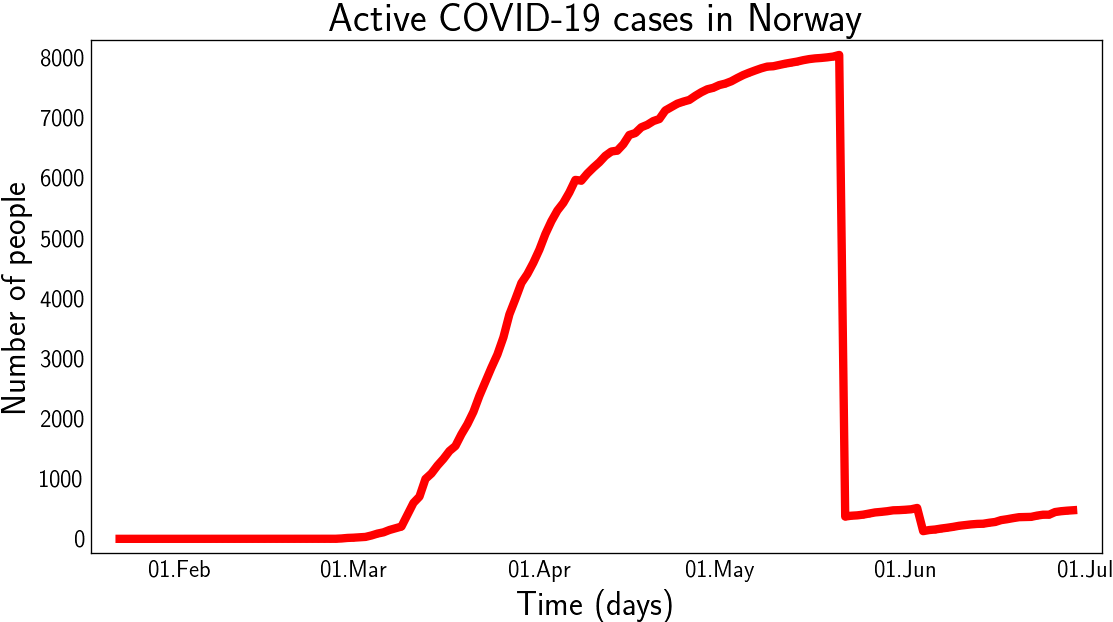 Active COVID-19 cases in Norway
Number of people
8000
7000
6000
5000
4000
3000
2000
1000
0
01.Feb 01.Mar 01.Apr 01.May 01.Jun 01.Jul
Time (days)